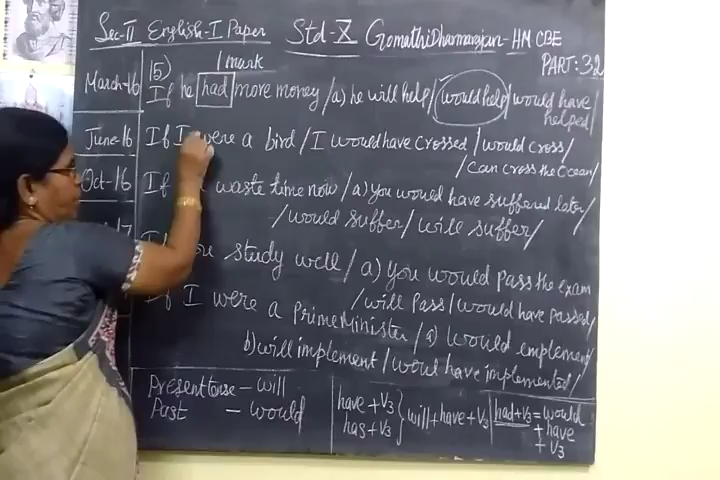 Sec-II English-I Paper Std-X Gomathi Dharmarajan-HM CBE
PART:32
March-16 15) 1 mark
If he had more money /a) he will help/ would help/ would have helped/
June-16 If I were a bird / I would have crossed / would cross/
/can cross the Ocean/
Oct-16 If waste time now / a) you would have suffered later/
/would suffer/ will suffer/
17
you study well / a) You would pass the exam
/will pass/would have passed/
If I were a Prime Minister / a) would emplement
b) will implement / woul have implemented/
Present tense - will
Past - would
have + V3
has + V3
} will + have + V3
had + V3 = would
+ have
+ V3